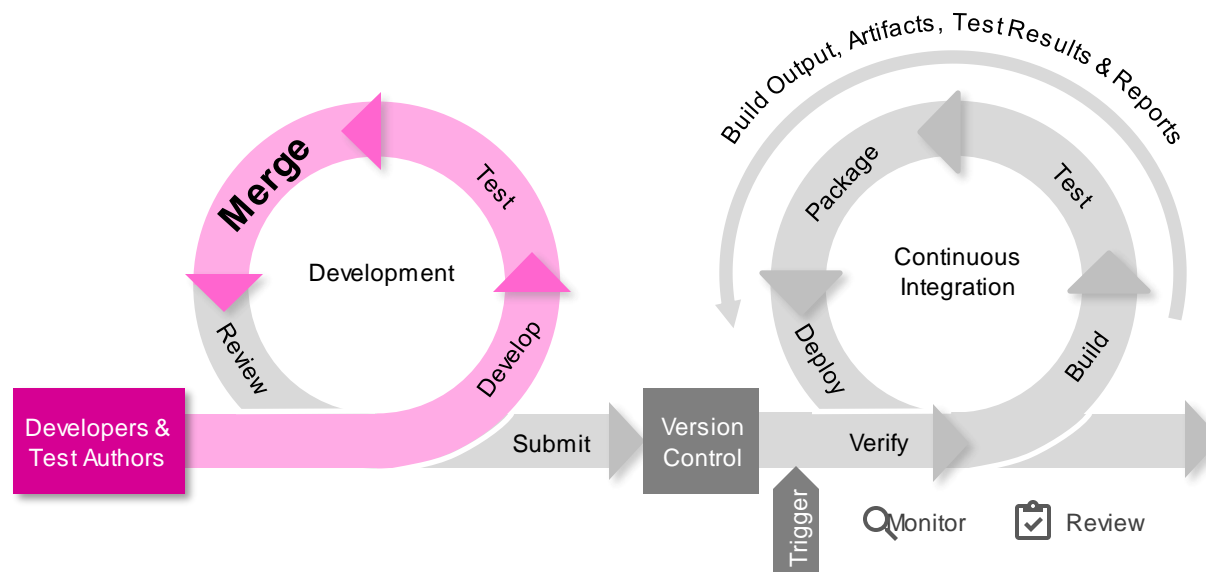 Build Output, Artifacts, Test Results & Reports
Merge
Test
Development
Review
Develop
Developers &
Test Authors
Submit
Package
Test
Continuous
Integration
Deploy
Build
Version
Control
Verify
Trigger
Monitor
Review